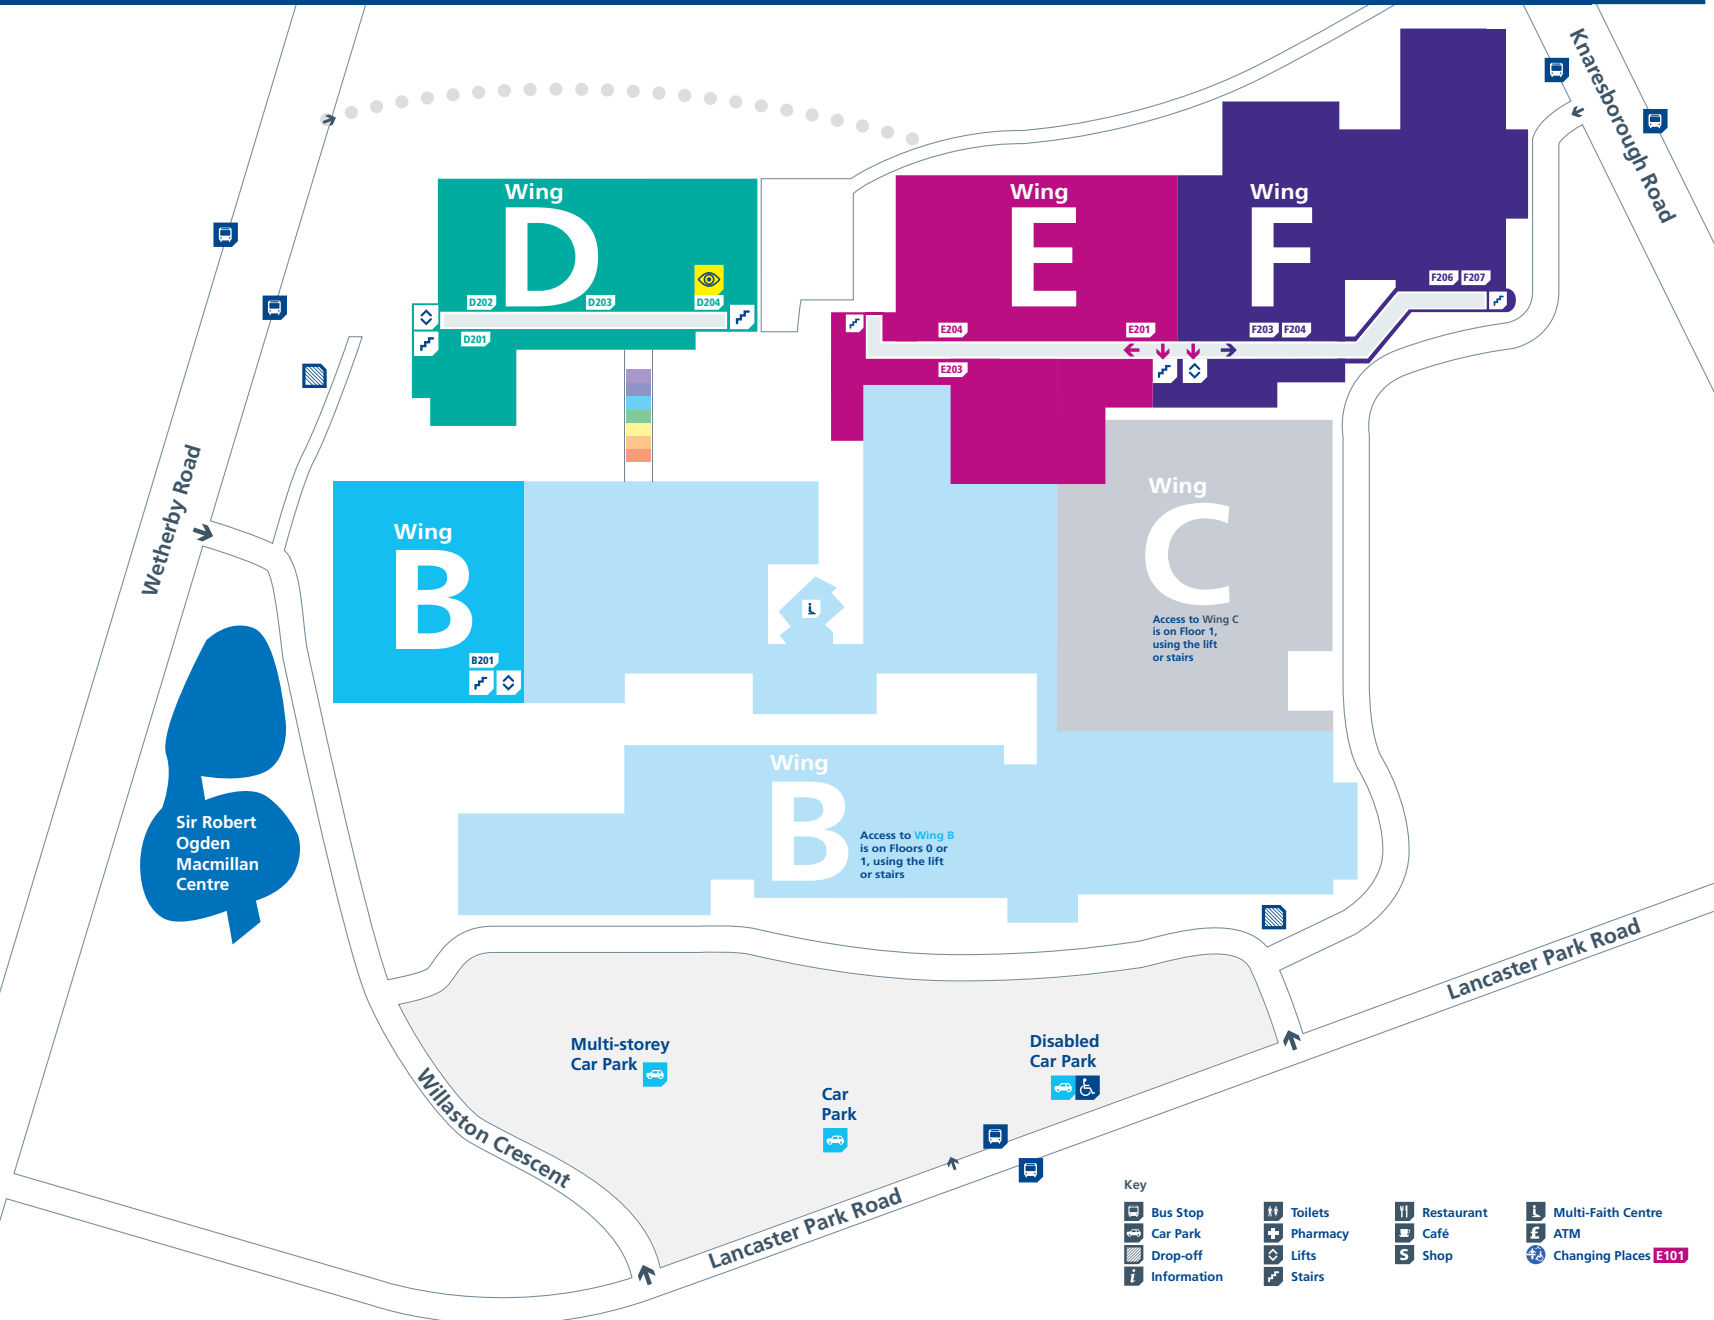 Knaresborough Road
Wing
D
Wing
E
Wing
F
F206
F207
D202
D203
D204
D201
E204
E201
F203
F204
E203
Wetherby Road
Wing
B
B201
Wing
C
Access to Wing C
is on Floor 1,
using the lift
or stairs
Wing
B
Access to Wing B
is on Floors 0 or
1, using the lift
or stairs
Sir Robert
Ogden
Macmillan
Centre
Lancaster Park Road
Multi-storey
Car Park
Car
Park
Disabled
Car Park
Willaston Crescent
Lancaster Park Road
Key
Bus Stop
Car Park
Drop-off
i Information
Toilets
Pharmacy
Lifts
Stairs
Restaurant
Café
S Shop
Multi-Faith Centre
£ ATM
Changing Places E101